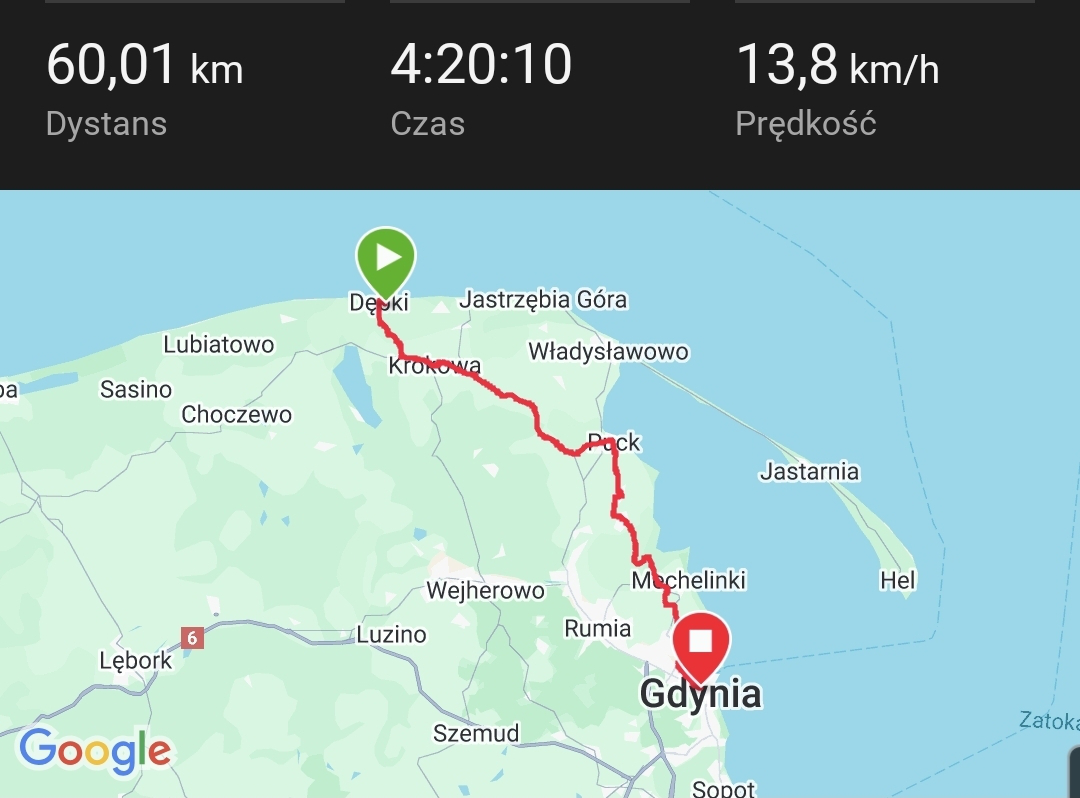 60,01 km 4:20:10 13,8 km/h
Dystans Czas Prędkość
Dębki
Jastrzębia Góra
Lubiatowo
Władysławowo
Krokowa
Sasino
Choczewo
Puck
Jastarnia
Mechelinki
Hel
Wejherowo
Rumia
6
Luzino
Lębork
Gdynia
Zatoka
Szemud
Google
Sopot